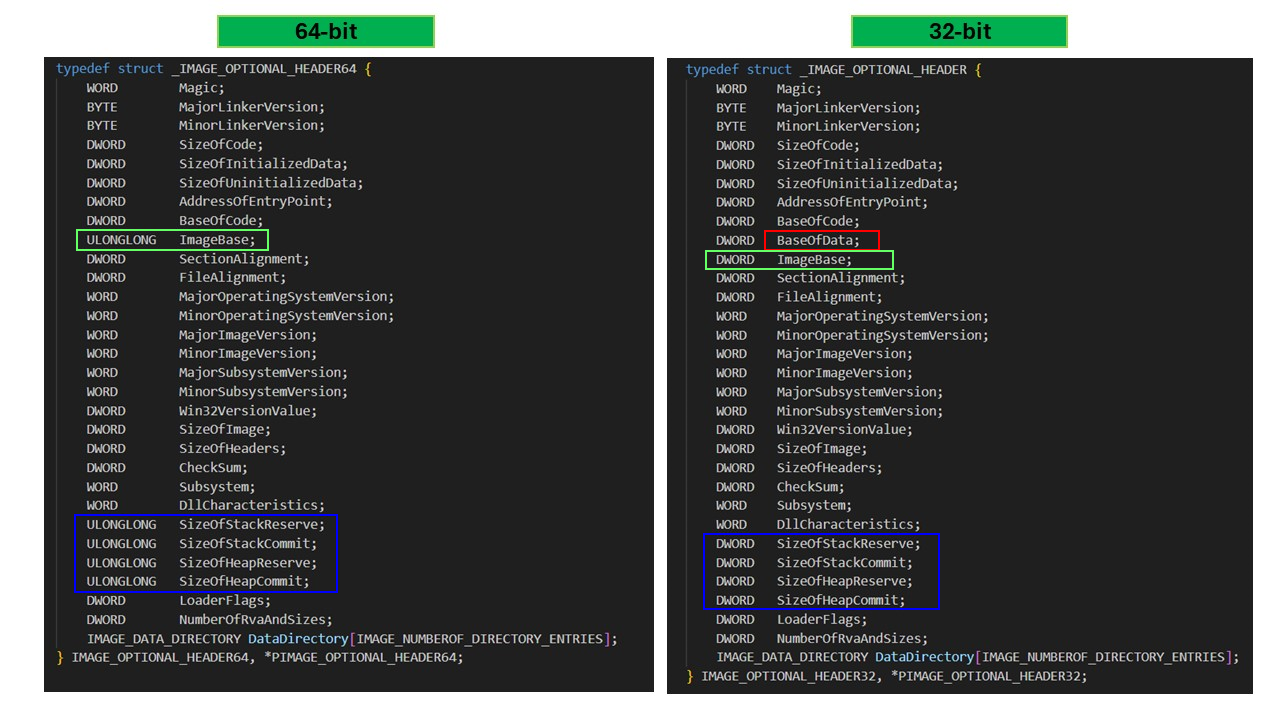 64-bit
typedef struct _IMAGE_OPTIONAL_HEADER64 {
WORD Magic;
BYTE MajorLinkerVersion;
BYTE MinorLinkerVersion;
DWORD SizeOfCode;
DWORD SizeOfInitializedData;
DWORD SizeOfUninitializedData;
DWORD AddressOfEntryPoint;
DWORD BaseOfCode;
ULONGLONG ImageBase;
DWORD SectionAlignment;
DWORD FileAlignment;
WORD MajorOperatingSystemVersion;
WORD MinorOperatingSystemVersion;
WORD MajorImageVersion;
WORD MinorImageVersion;
WORD MajorSubsystemVersion;
WORD MinorSubsystemVersion;
DWORD Win32VersionValue;
DWORD SizeOfImage;
DWORD SizeOfHeaders;
DWORD CheckSum;
WORD Subsystem;
WORD DllCharacteristics;
ULONGLONG SizeOfStackReserve;
ULONGLONG SizeOfStackCommit;
ULONGLONG SizeOfHeapReserve;
ULONGLONG SizeOfHeapCommit;
DWORD LoaderFlags;
DWORD NumberOfRvaAndSizes;
IMAGE_DATA_DIRECTORY DataDirectory[IMAGE_NUMBEROF_DIRECTORY_ENTRIES];
} IMAGE_OPTIONAL_HEADER64, *PIMAGE_OPTIONAL_HEADER64;
32-bit
typedef struct _IMAGE_OPTIONAL_HEADER {
WORD Magic;
BYTE MajorLinkerVersion;
BYTE MinorLinkerVersion;
DWORD SizeOfCode;
DWORD SizeOfInitializedData;
DWORD SizeOfUninitializedData;
DWORD AddressOfEntryPoint;
DWORD BaseOfCode;
DWORD BaseOfData;
DWORD ImageBase;
DWORD SectionAlignment;
DWORD FileAlignment;
WORD MajorOperatingSystemVersion;
WORD MinorOperatingSystemVersion;
WORD MajorImageVersion;
WORD MinorImageVersion;
WORD MajorSubsystemVersion;
WORD MinorSubsystemVersion;
DWORD Win32VersionValue;
DWORD SizeOfImage;
DWORD SizeOfHeaders;
DWORD CheckSum;
WORD Subsystem;
WORD DllCharacteristics;
DWORD SizeOfStackReserve;
DWORD SizeOfStackCommit;
DWORD SizeOfHeapReserve;
DWORD SizeOfHeapCommit;
DWORD LoaderFlags;
DWORD NumberOfRvaAndSizes;
IMAGE_DATA_DIRECTORY DataDirectory[IMAGE_NUMBEROF_DIRECTORY_ENTRIES];
} IMAGE_OPTIONAL_HEADER32, *PIMAGE_OPTIONAL_HEADER32;